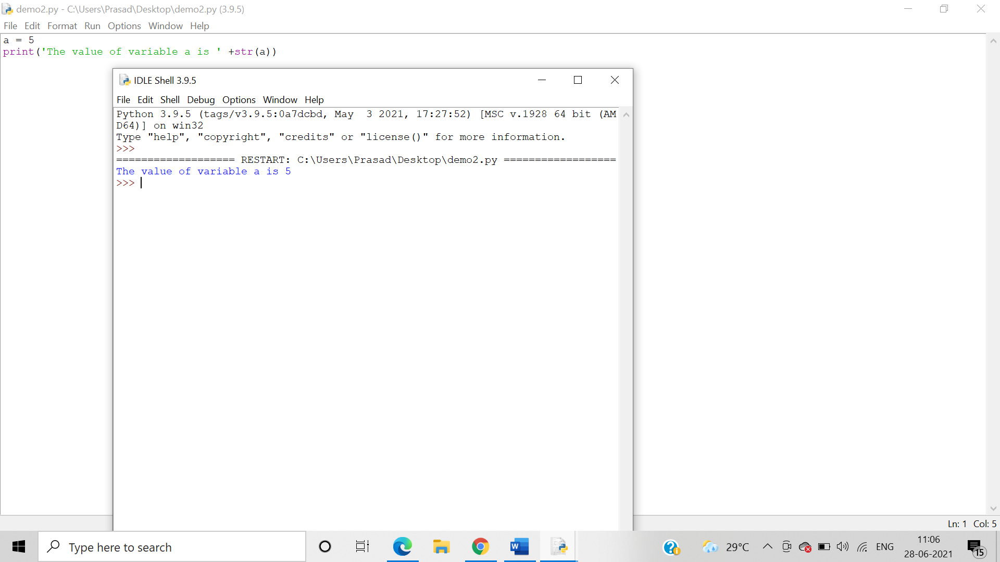 demo2.py - C:\Users\Prasad\Desktop\demo2.py (3.9.5)
File Edit Format Run Options Window Help
a = 5
print('The value of variable a is ' +str(a))
IDLE Shell 3.9.5
File Edit Shell Debug Options Window Help
Python 3.9.5 (tags/v3.9.5:0a7dcbd, May  3 2021, 17:27:52) [MSC v.1928 64 bit (AM
D64)] on win32
Type "help", "copyright", "credits" or "license()" for more information.
>>>
=================== RESTART: C:\Users\Prasad\Desktop\demo2.py ==================
The value of variable a is 5
>>>
Ln: 1 Col: 5
Type here to search
W
29°C
ENG
11:06
28-06-2021
15